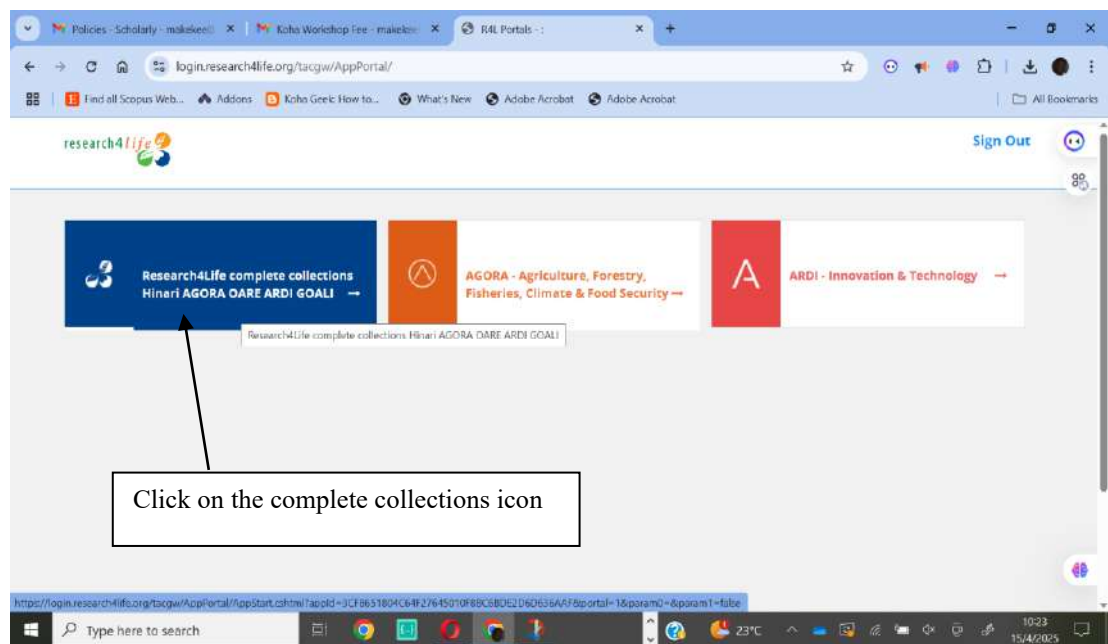 Policies - Scholarly - makekee
Koha Workshop Fee - makekee
R4L Portals - :
login.research4life.org/tacgw/AppPortal/
Find all Scopus Web...
Addons
Koha Geek: How to...
What's New
Adobe Acrobat
Adobe Acrobat
All Bookmarks
research4life
Sign Out
Research4Life complete collections
Hinari AGORA OARE ARDI GOALI →
AGORA - Agriculture, Forestry,
Fisheries, Climate & Food Security →
ARDI - Innovation & Technology →
Research4Life complete collections Hinari AGORA OARE ARDI GOALI
Click on the complete collections icon
Type here to search
23°C
10:23
15/4/2025